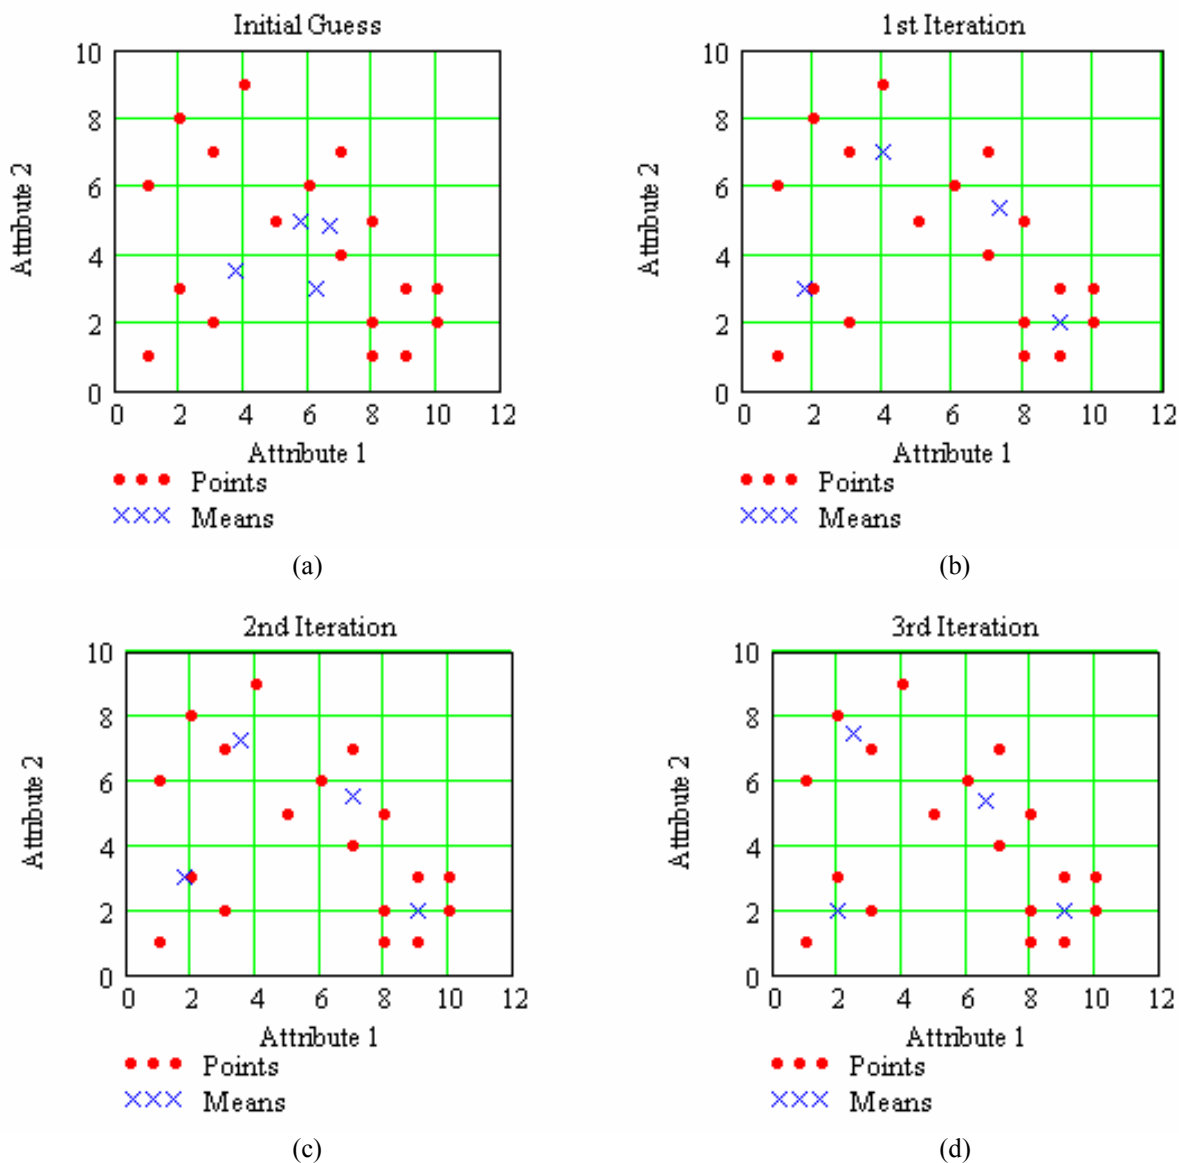 Initial Guess
10
8
6
4
2
0
Attribute 2
0 2 4 6 8 10 12
Attribute 1
Points
Means
(a)
1st Iteration
10
8
6
4
2
0
Attribute 2
0 2 4 6 8 10 12
Attribute 1
Points
Means
(b)
2nd Iteration
10
8
6
4
2
0
Attribute 2
0 2 4 6 8 10 12
Attribute 1
Points
Means
(c)
3rd Iteration
10
8
6
4
2
0
Attribute 2
0 2 4 6 8 10 12
Attribute 1
Points
Means
(d)